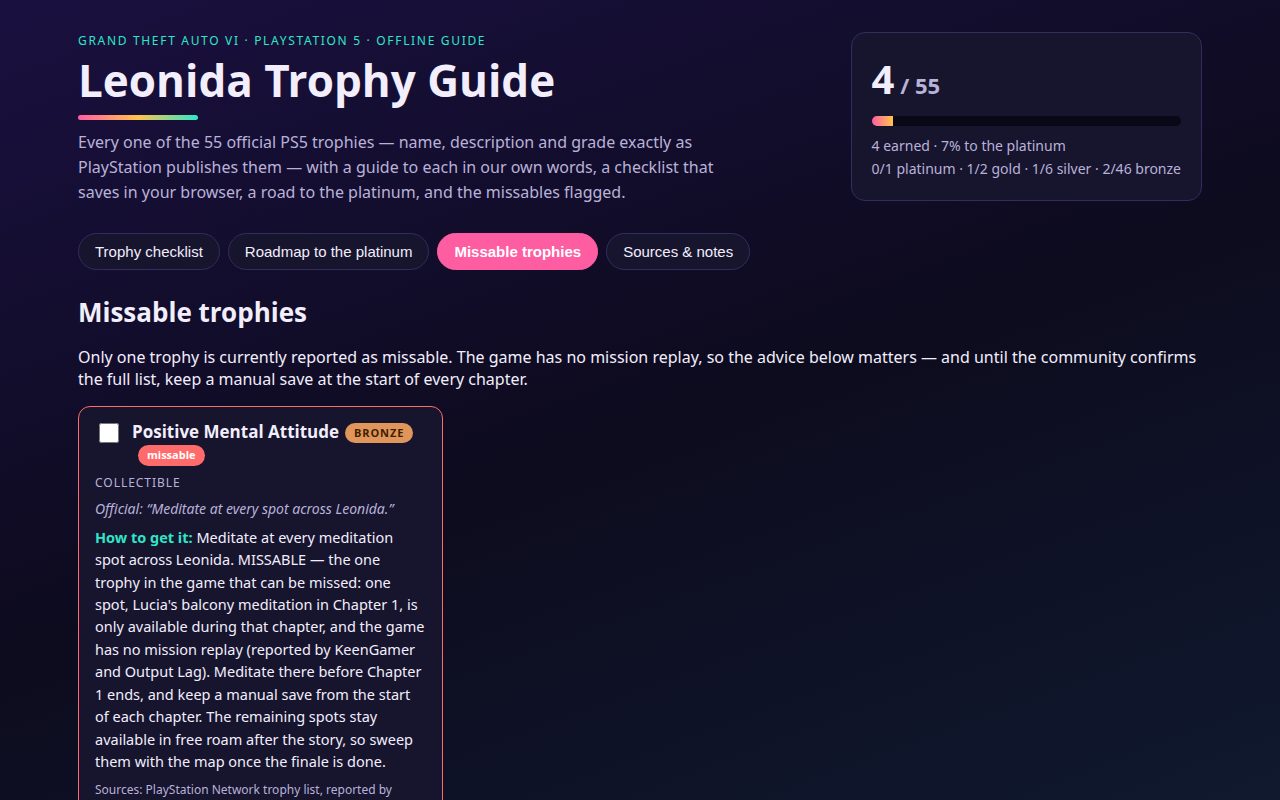 GRAND THEFT AUTO VI · PLAYSTATION 5 · OFFLINE GUIDE
Leonida Trophy Guide
Every one of the 55 official PS5 trophies — name, description and grade exactly as
PlayStation publishes them — with a guide to each in our own words, a checklist that
saves in your browser, a road to the platinum, and the missables flagged.
4 / 55
4 earned · 7% to the platinum
0/1 platinum · 1/2 gold · 1/6 silver · 2/46 bronze
Trophy checklist
Roadmap to the platinum
Missable trophies
Sources & notes
Missable trophies
Only one trophy is currently reported as missable. The game has no mission replay, so the advice below matters — and until the community confirms
the full list, keep a manual save at the start of every chapter.
Positive Mental Attitude BRONZE
missable
COLLECTIBLE
Official: “Meditate at every spot across Leonida.”
How to get it: Meditate at every meditation
spot across Leonida. MISSABLE — the one
trophy in the game that can be missed: one
spot, Lucia's balcony meditation in Chapter 1, is
only available during that chapter, and the game
has no mission replay (reported by KeenGamer
and Output Lag). Meditate there before Chapter
1 ends, and keep a manual save from the start
of each chapter. The remaining spots stay
available in free roam after the story, so sweep
them with the map once the finale is done.
Sources: PlayStation Network trophy list, reported by